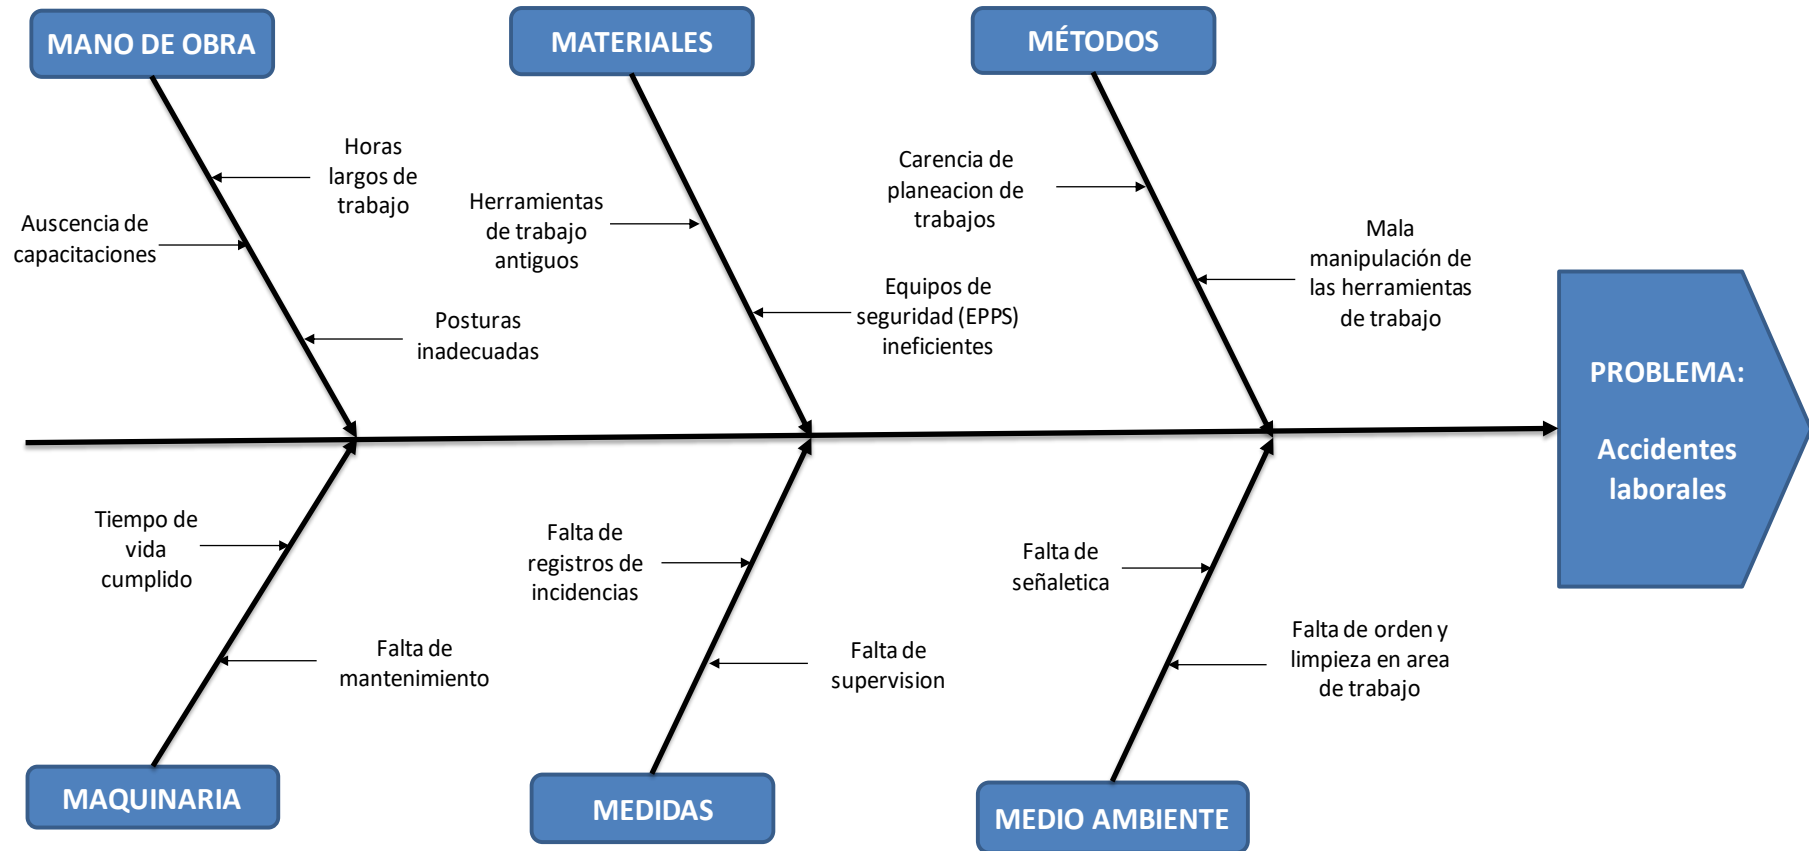 MANO DE OBRA
MATERIALES
MÉTODOS
Horas
largos de
trabajo
Auscencia de
capacitaciones
Posturas
inadecuadas
Herramientas
de trabajo
antiguos
Equipos de
seguridad (EPPS)
ineficientes
Carencia de
planeacion de
trabajos
Mala
manipulación de
las herramientas
de trabajo
PROBLEMA:
Accidentes
laborales
Tiempo de
vida
cumplido
Falta de
mantenimiento
Falta de
registros de
incidencias
Falta de
supervision
Falta de
señaletica
Falta de orden y
limpieza en area
de trabajo
MAQUINARIA
MEDIDAS
MEDIO AMBIENTE